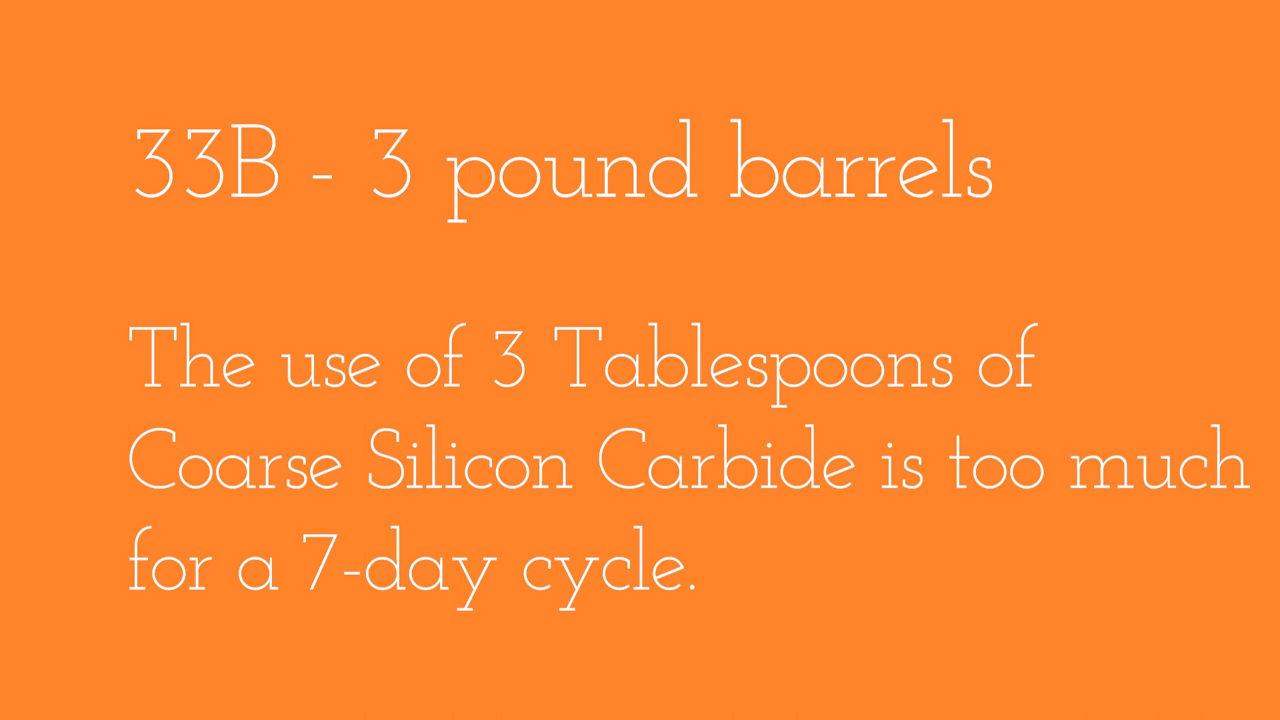 33B - 3 pound barrels
The use of 3 Tablespoons of
Coarse Silicon Carbide is too much
for a 7-day cycle.